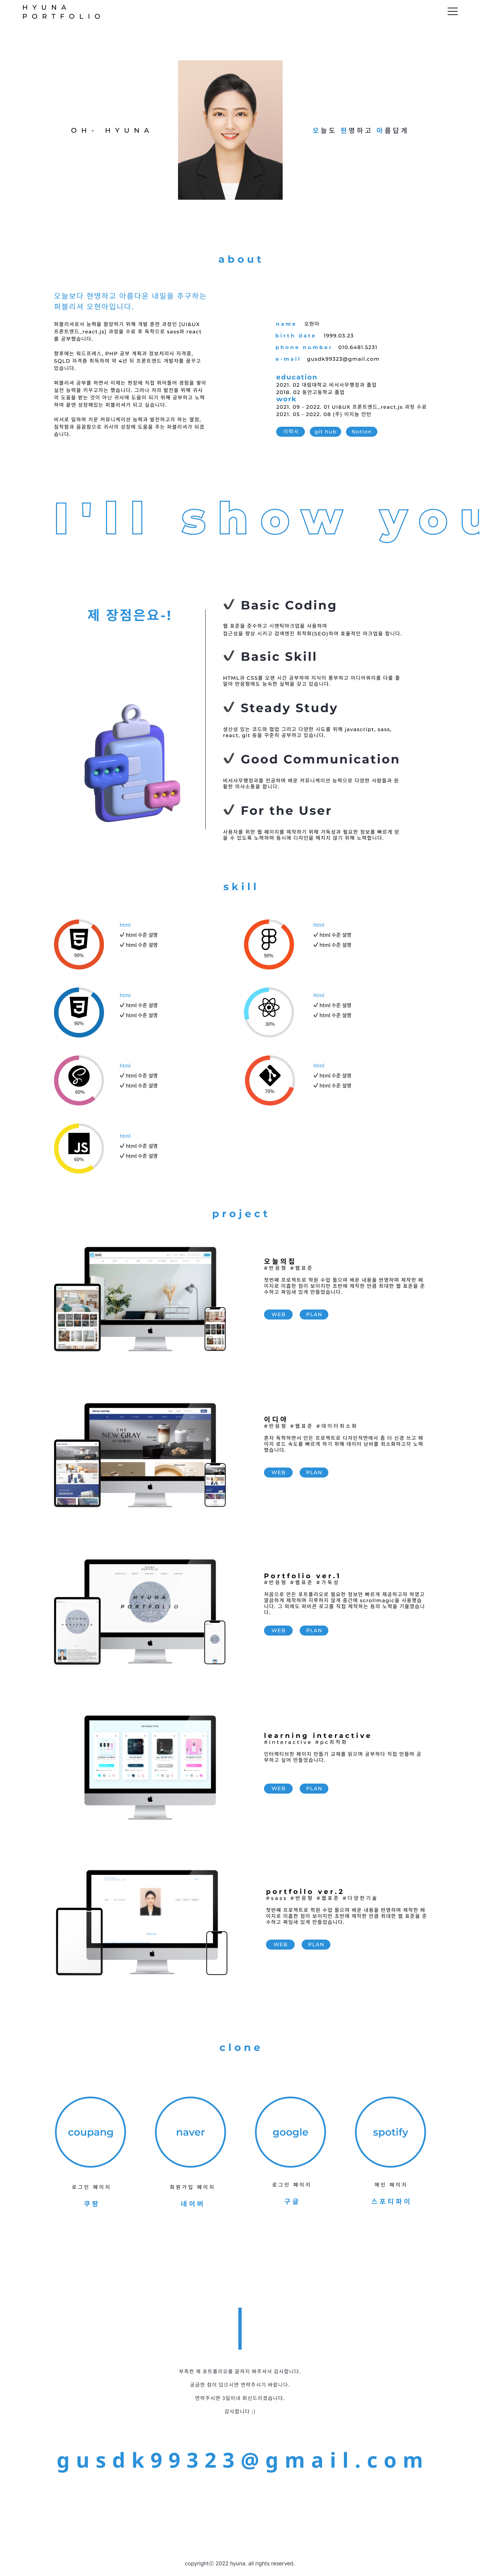 HYUNA
PORTFOLIO
OH- HYUNA
오늘도 현명하고 아름답게
about
오늘보다 현명하고 아름다운 내일을 추구하는
퍼블리셔 오현아입니다.
퍼블리셔로서 능력을 함양하기 위해 개발 훈련 과정인 [UI&UX
프론트엔드_react.js] 과정을 수료 후 독학으로 sass와 react
를 공부했습니다.
향후에는 워드프레스, PHP 공부 계획과 정보처리사 자격증,
SQLD 자격증 취득하여 약 4년 뒤 프론트엔드 개발자를 꿈꾸고
있습니다.
퍼블리셔 공부를 하면서 이제는 현장에 직접 뛰어들어 경험을 쌓아
실전 능력을 키우고자는 했습니다. 그러나 저의 발전을 위해 귀사
의 도움을 받는 것이 아닌 귀사에 도움이 되기 위해 공부하고 노력
하여 끝엔 성장해있는 퍼블리셔가 되고 싶습니다.
비서로 일하며 키운 커뮤니케이션 능력과 발전하고자 하는 열정,
침착함과 꼼꼼함으로 귀사의 성장에 도움을 주는 퍼블리셔가 되겠
습니다.
name 오현아
birth date 1999.03.23
phone number 010.6481.5231
e-mail gusdk99323@gmail.com
education
2021. 02 대림대학교 비서사무행정과 졸업
2018. 02 동안고등학교 졸업
work
2021. 09 - 2022. 01 UI&UX 프론트엔드_react.js 과정 수료
2021. 05 - 2022. 08 (주) 이지놈 인턴
이력서 git hub Notion
I'll show you
제 장점은요-!
Basic Coding
웹 표준을 준수하고 시맨틱마크업을 사용하여
접근성을 향상 시키고 검색엔진 최적화(SEO)하여 효율적인 마크업을 합니다.
Basic Skill
HTML과 CSS를 오랜 시간 공부하여 지식이 풍부하고 미디어쿼리를 다룰 줄
알아 반응형에도 능숙한 실력을 갖고 있습니다.
Steady Study
생산성 있는 코드와 협업 그리고 다양한 시도를 위해 javascript, sass,
react, git 등을 꾸준히 공부하고 있습니다.
Good Communication
비서사무행정과를 전공하며 배운 커뮤니케이션 능력으로 다양한 사람들과 원
활한 의사소통을 합니다.
For the User
사용자를 위한 웹 페이지를 제작하기 위해 가독성과 필요한 정보를 빠르게 얻
을 수 있도록 노력하며 동시에 디자인을 해치지 않기 위해 노력합니다.
skill
90%
html
html 수준 설명
html 수준 설명
90%
html
html 수준 설명
html 수준 설명
90%
html
html 수준 설명
html 수준 설명
30%
html
html 수준 설명
html 수준 설명
60%
html
html 수준 설명
html 수준 설명
70%
html
html 수준 설명
html 수준 설명
JS
60%
html
html 수준 설명
html 수준 설명
project
오늘의집
#반응형 #웹표준
첫번째 프로젝트로 학원 수업 들으며 배운 내용을 반영하며 제작한 페
이지로 미흡한 점이 보이지만 초반에 제작한 만큼 최대한 웹 표준을 준
수하고 짜임새 있게 만들었습니다.
WEB PLAN
THE
NEW GRAY
이디야
#반응형 #웹표준 #데이터최소화
혼자 독학하면서 만든 프로젝트로 디자인적면에서 좀 더 신경 쓰고 페
이지 로드 속도를 빠르게 하기 위해 데이터 낭비를 최소화하고자 노력
했습니다.
WEB PLAN
HYUNA
PORTFOLIO
Portfolio ver.1
#반응형 #웹표준 #가독성
처음으로 만든 포트폴리오로 필요한 정보만 빠르게 제공하고자 하였고
깔끔하게 제작하며 지루하지 않게 중간에 scrollmagic을 사용했습니
다. 그 외에도 파비콘 로고를 직접 제작하는 등의 노력을 기울였습니
다.
WEB PLAN
INTERACTIVE
learning interactive
#interactive #pc최적화
인터랙티브한 페이지 만들기 교재를 읽으며 공부하다 직접 만들며 공
부하고 싶어 만들었습니다.
WEB PLAN
portfoilo ver.2
#sass #반응형 #웹표준 #다양한기술
첫번째 프로젝트로 학원 수업 들으며 배운 내용을 반영하며 제작한 페
이지로 미흡한 점이 보이지만 초반에 제작한 만큼 최대한 웹 표준을 준
수하고 짜임새 있게 만들었습니다.
WEB PLAN
clone
coupang naver google spotify
로그인 페이지 회원가입 페이지 로그인 페이지 메인 페이지
쿠팡 네이버 구글 스포티파이
부족한 제 포트폴리오를 끝까지 봐주셔서 감사합니다.
궁금한 점이 있으시면 연락주시기 바랍니다.
연락주시면 3일이내 회신드리겠습니다.
감사합니다 :)
gusdk99323@gmail.com
copyrightⓒ 2022 hyuna. all rights reserved.